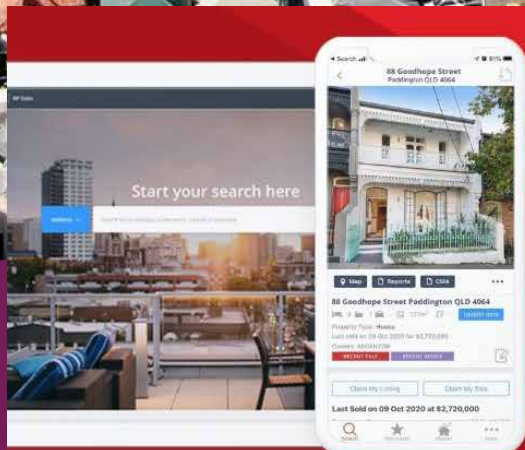 RP Data
Start your search here
Search
91%
88 Goodhope Street
Paddington QLD 4064
Map
Reports
CMA
88 Goodhope Street Paddington QLD 4064
Update data
Property Type: House
Last sold on 09 Oct 2020 for $2,720,000
RECENT SALE
Claim My Listing
Claim My Sale
Last Sold on 09 Oct 2020 at $2,720,000
Search